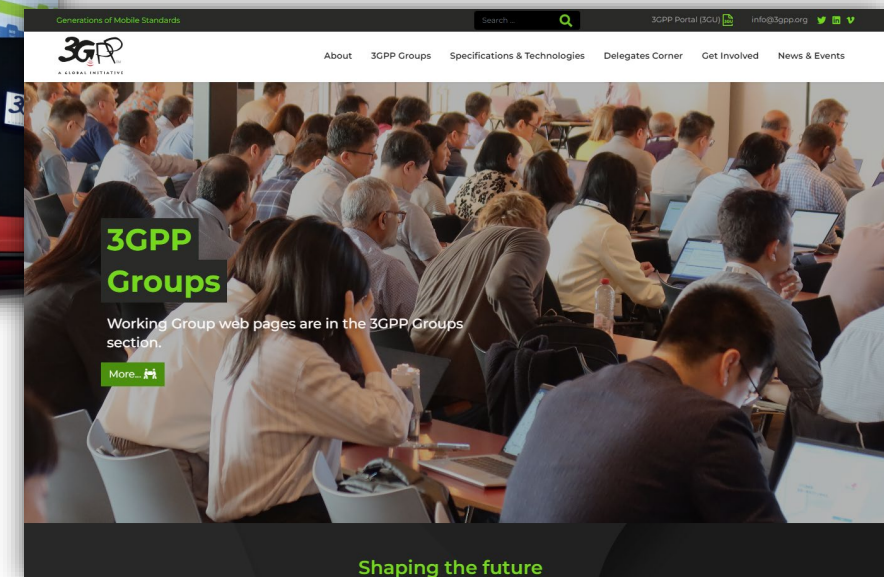 Generations of Mobile Standards
Search ...
3GPP Portal (3GU)
info@3gpp.org
3GPP
A GLOBAL INITIATIVE
About
3GPP Groups
Specifications & Technologies
Delegates Corner
Get Involved
News & Events
3GPP
Groups
Working Group web pages are in the 3GPP Groups
section.
More...
Shaping the future